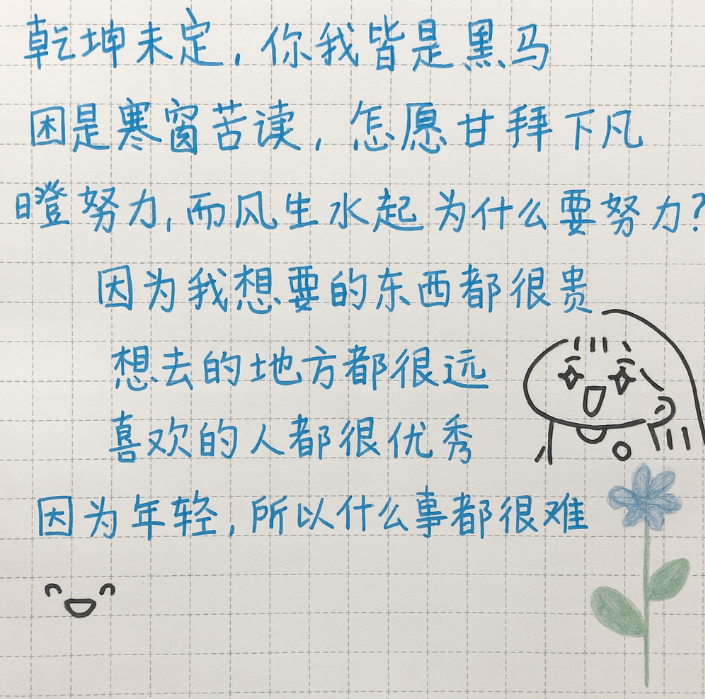 乾坤未定，你我皆是黑马
困是寒窗苦读，怎愿甘拜下凡
瞪努力，而风生水起为什么要努力？
因为我想要的东西都很贵
想去的地方都很远
喜欢的人都很优秀
因为年轻，所以什么事都很难